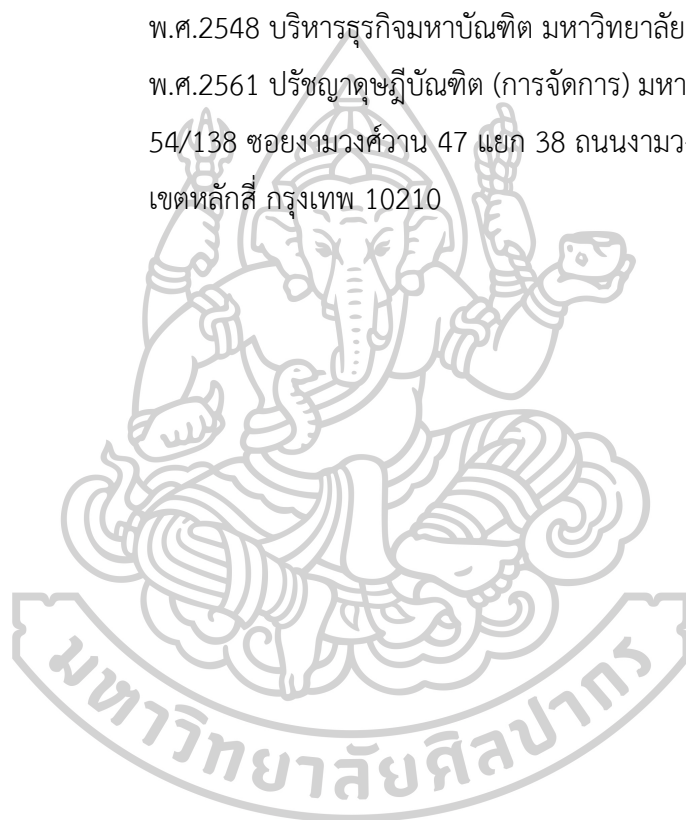 พ.ศ.2548 บริหารธุรกิจมหาบัณฑิต มหาวิทยาลัย
พ.ศ.2561 ปรัชญาดุษฎีบัณฑิต (การจัดการ) มหา
54/138 ซอยงามวงศ์วาน 47 แยก 38 ถนนงามว
เขตหลักสี่ กรุงเทพ 10210
มหาวิทยาลัยศิลปากร